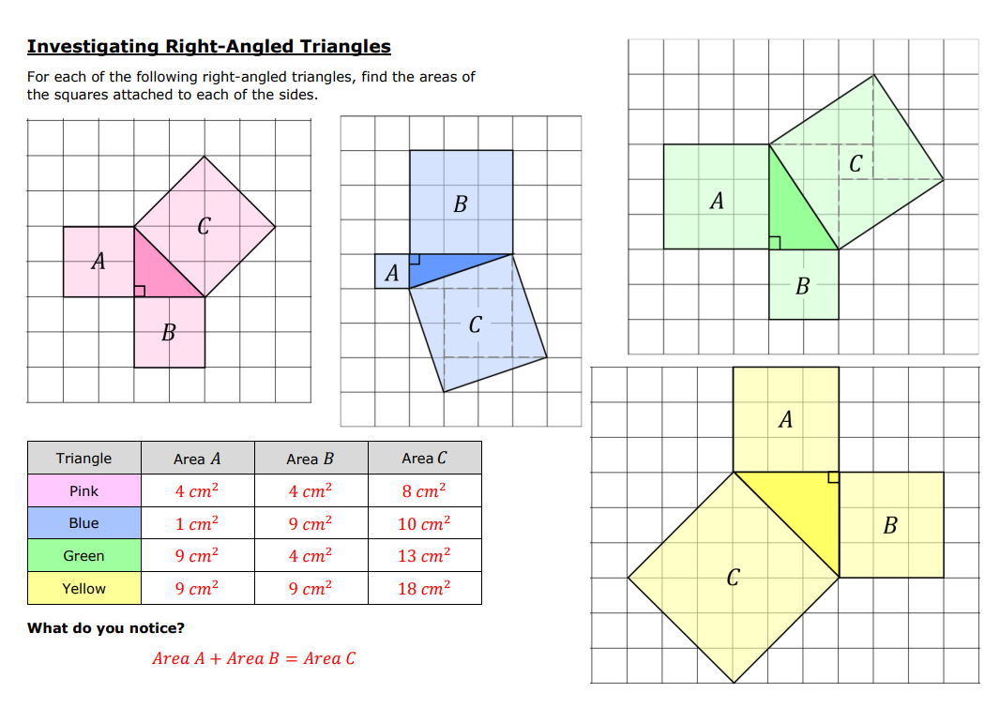 Investigating Right-Angled Triangles
For each of the following right-angled triangles, find the areas of
the squares attached to each of the sides.
A
B
C
B
A
C
A
B
C
A
B
C
Triangle Area A Area B Area C
Pink 4 cm² 4 cm² 8 cm²
Blue 1 cm² 9 cm² 10 cm²
Green 9 cm² 4 cm² 13 cm²
Yellow 9 cm² 9 cm² 18 cm²
What do you notice?
Area A + Area B = Area C